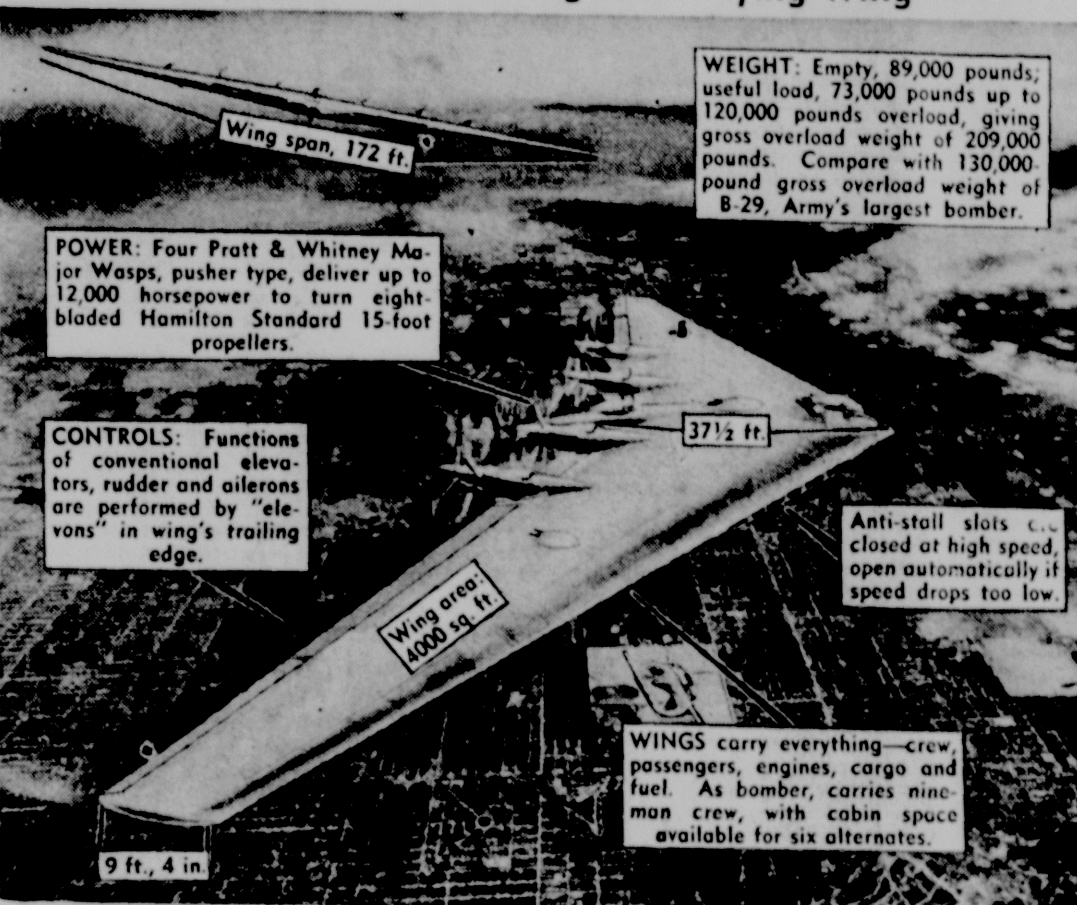 Wing
Wing span, 172 ft.
WEIGHT: Empty, 89,000 pounds;
useful load, 73,000 pounds up to
120,000 pounds overload, giving
gross overload weight of 209,000
pounds. Compare with 130,000-
pound gross overload weight of
B-29, Army's largest bomber.
POWER: Four Pratt & Whitney Ma-
jor Wasps, pusher type, deliver up to
12,000 horsepower to turn eight-
bladed Hamilton Standard 15-foot
propellers.
37½ ft.
CONTROLS: Functions
of conventional eleva-
tors, rudder and ailerons
are performed by "ele-
vons" in wing's trailing
edge.
Anti-stall slots
closed at high speed,
open automatically if
speed drops too low.
Wing area:
4000 sq. ft.
WINGS carry everything—crew,
passengers, engines, cargo and
fuel. As bomber, carries nine-
man crew, with cabin space
available for six alternates.
9 ft., 4 in.